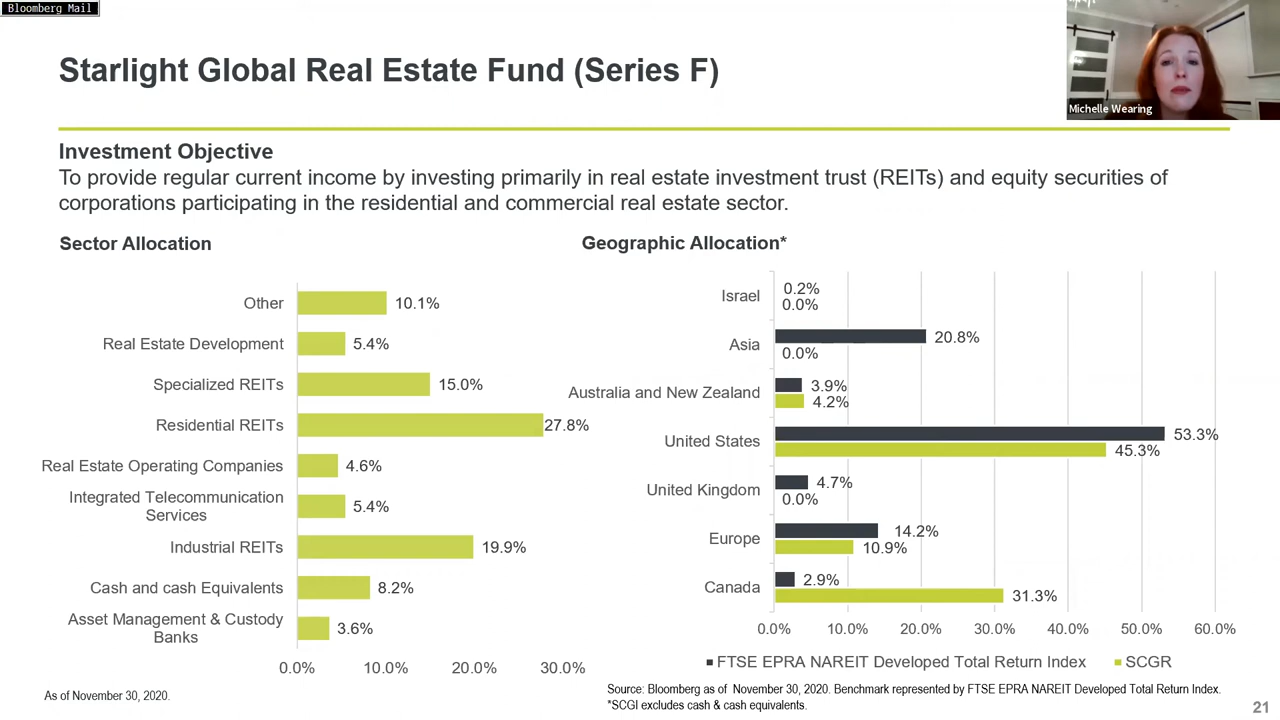 Bloomberg Mail
Michelle Wearing
Starlight Global Real Estate Fund (Series F)
Investment Objective
To provide regular current income by investing primarily in real estate investment trust (REITs) and equity securities of
corporations participating in the residential and commercial real estate sector.
Sector Allocation
Other 10.1%
Real Estate Development 5.4%
Specialized REITs 15.0%
Residential REITs 27.8%
Real Estate Operating Companies 4.6%
Integrated Telecommunication
Services 5.4%
Industrial REITs 19.9%
Cash and cash Equivalents 8.2%
Asset Management & Custody
Banks 3.6%
0.0% 10.0% 20.0% 30.0%
As of November 30, 2020.
Geographic Allocation*
Israel 0.2%
0.0%
Asia 20.8%
0.0%
Australia and New Zealand 3.9%
4.2%
United States 53.3%
45.3%
United Kingdom 4.7%
0.0%
Europe 14.2%
10.9%
Canada 2.9%
31.3%
0.0% 10.0% 20.0% 30.0% 40.0% 50.0% 60.0%
FTSE EPRA NAREIT Developed Total Return Index SCGR
Source: Bloomberg as of November 30, 2020. Benchmark represented by FTSE EPRA NAREIT Developed Total Return Index.
*SCGI excludes cash & cash equivalents.
21